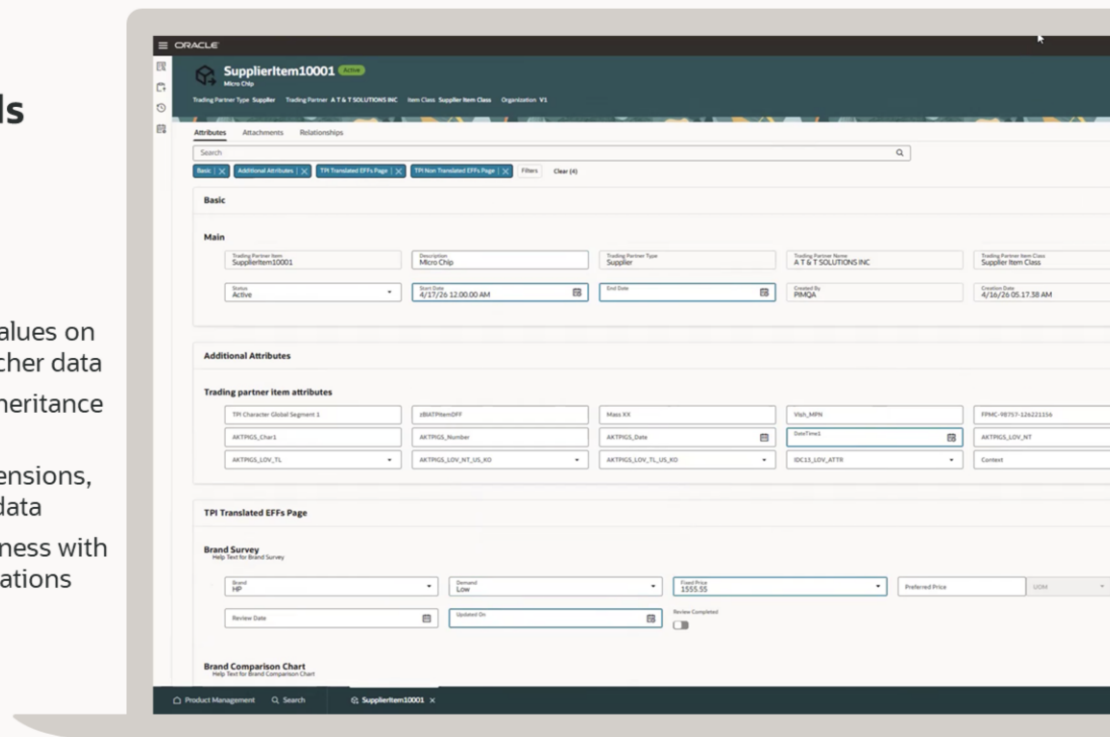 ls
alues on
cher data
heritance
ensions,
data
ness with
ations
ORACLE
SupplierItem10001 Active
Micro Chip
Trading Partner Type Supplier Trading Partner A T & T SOLUTIONS INC Item Class Supplier Item Class Organization V1
Attributes Attachments Relationships
Search
Basic Additional Attributes TPI Translated EFFs Page TPI Non Translated EFFs Page Filters Clear (4)
Basic
Main
Trading Partner Item Description Trading Partner Type Trading Partner Name Trading Partner Item Class
SupplierItem10001 Micro Chip Supplier A T & T SOLUTIONS INC Supplier Item Class
Status Start Date End Date Created By Creation Date
Active 4/17/26 12.00.00 AM PIMQA 4/16/26 05.17.38 AM
Additional Attributes
Trading partner item attributes
TPI Character Global Segment 1 zBIATPItemDFF Mass XX Vish_MPN FPMC-98757-126221156
AKTPIGS_Char1 AKTPIGS_Number AKTPIGS_Date DateTime1 AKTPIGS_LOV_NT
AKTPIGS_LOV_TL AKTPIGS_LOV_NT_US_KO AKTPIGS_LOV_TL_US_KO IDC13_LOV_ATTR Context
TPI Translated EFFs Page
Brand Survey
Help Text for Brand Survey
Brand Demand Fixed Price
HP Low 1555.55 Preferred Price UOM
Review Date Updated On Review Completed
Brand Comparison Chart
Help Text for Brand Comparison Chart
Product Management Search SupplierItem10001